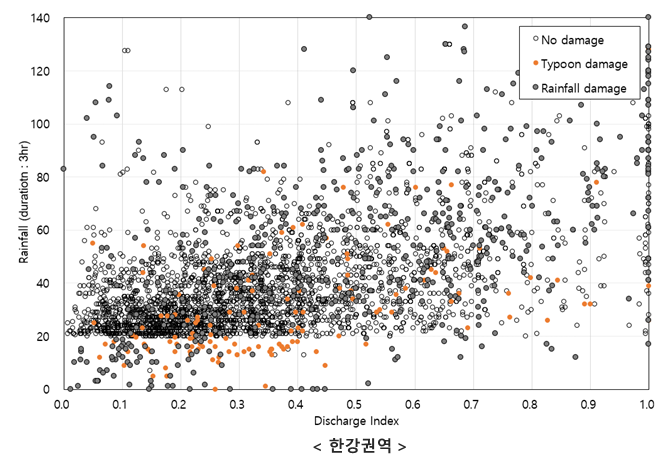 140
120
100
80
60
40
20
0
Rainfall (duratiotn : 3hr)
No damage
Typoon damage
Rainfall damage
0.0 0.1 0.2 0.3 0.4 0.5 0.6 0.7 0.8 0.9 1.0
Discharge Index
< 한강권역 >